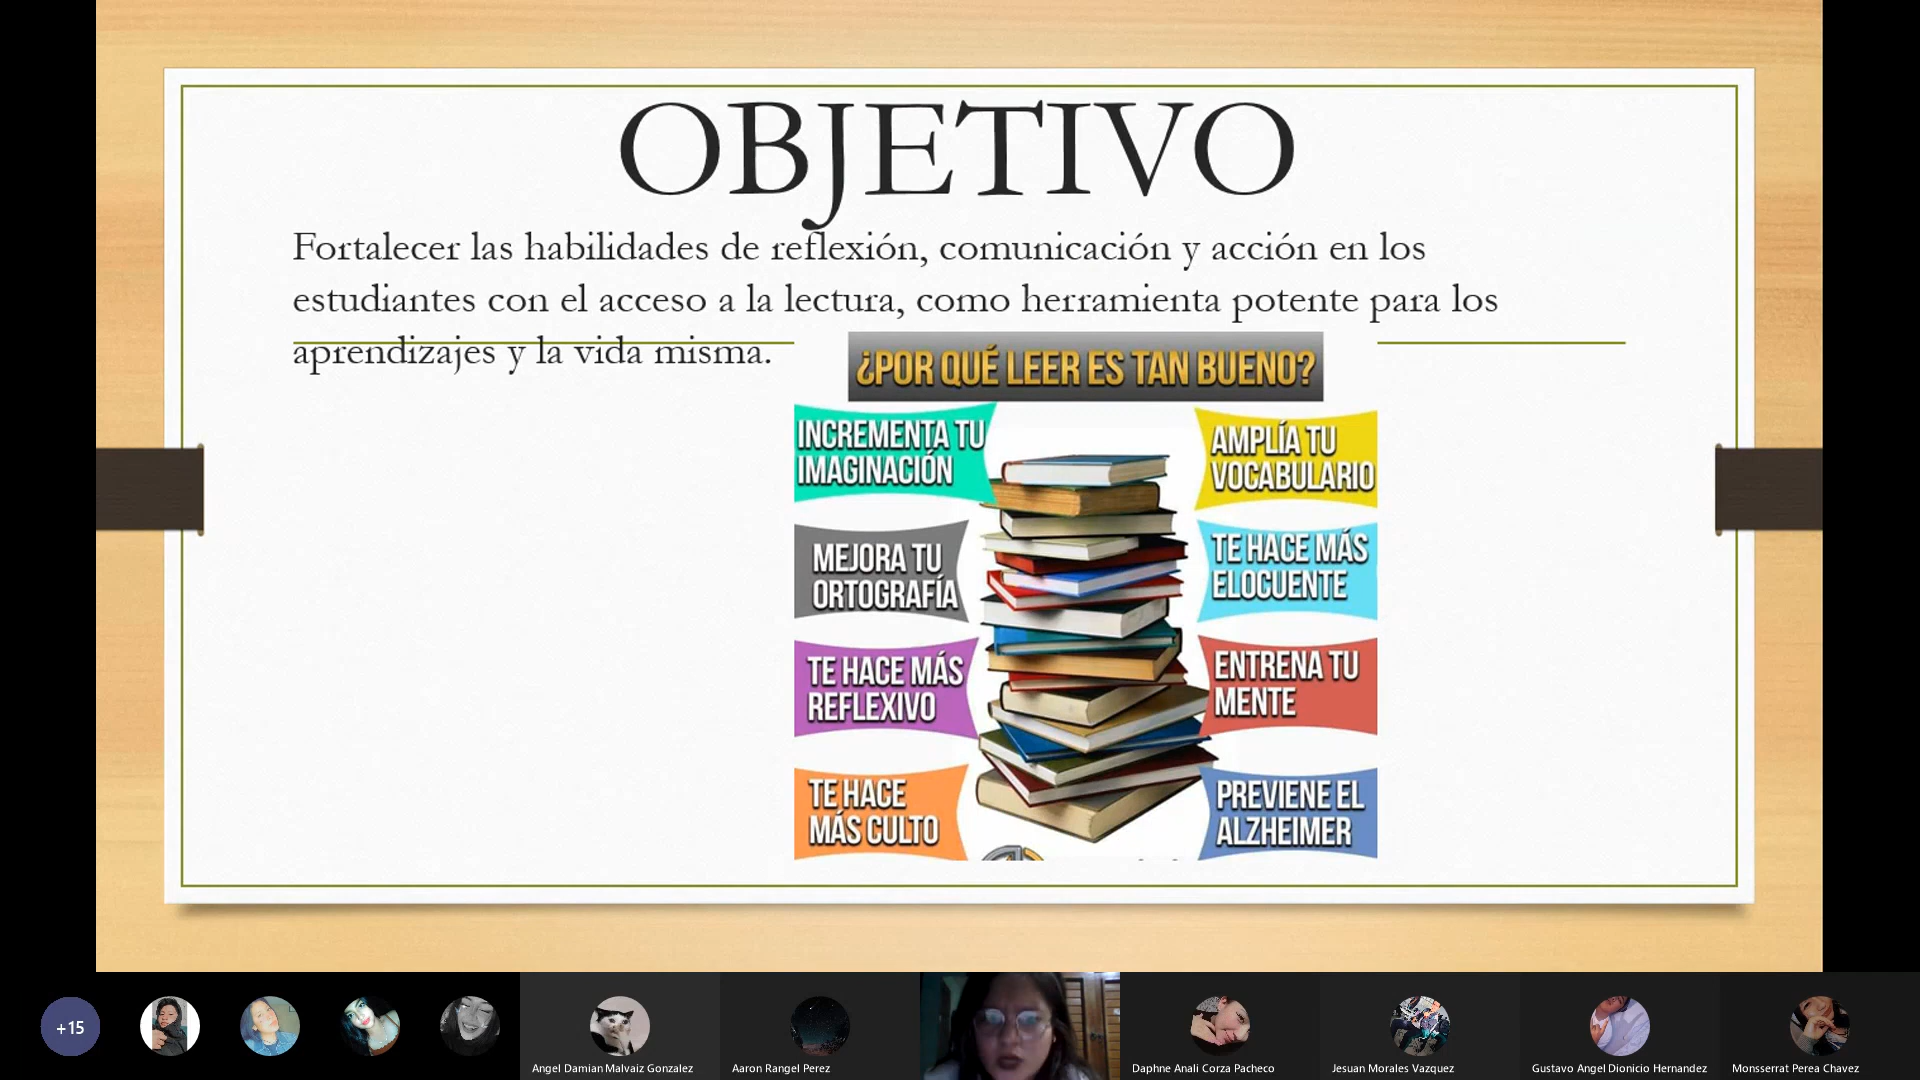 OBJETIVO
Fortalecer las habilidades de reflexión, comunicación y acción en los
estudiantes con el acceso a la lectura, como herramienta potente para los
aprendizajes y la vida misma.
¿POR QUÉ LEER ES TAN BUENO?
INCREMENTA TU
IMAGINACIÓN
AMPLÍA TU
VOCABULARIO
MEJORA TU
ORTOGRAFÍA
TE HACE MÁS
ELOCUENTE
TE HACE MÁS
REFLEXIVO
ENTRENA TU
MENTE
TE HACE
MÁS CULTO
PREVIENE EL
ALZHEIMER
+15
Angel Damian Malvaiz Gonzalez
Aaron Rangel Perez
Daphne Anali Corza Pacheco
Jesuan Morales Vazquez
Gustavo Angel Dionicio Hernandez
Monsserrat Perea Chavez